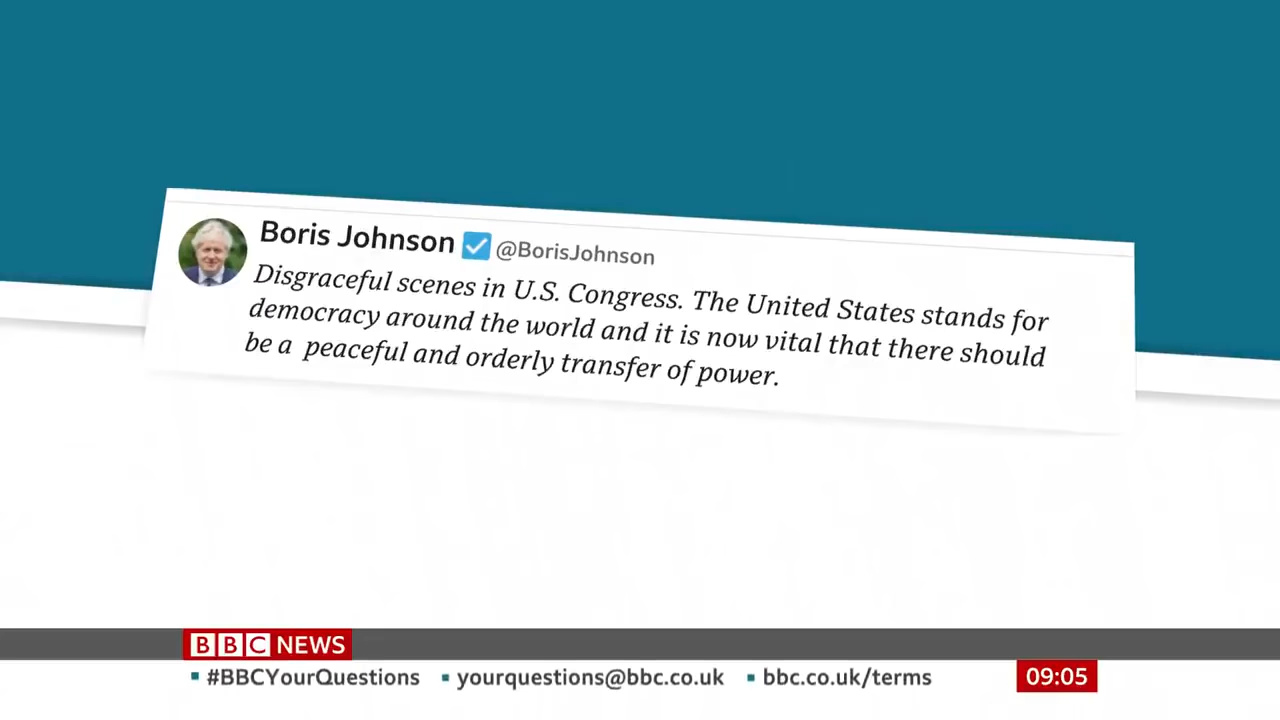 Boris Johnson @BorisJohnson
Disgraceful scenes in U.S. Congress. The United States stands for
democracy around the world and it is now vital that there should
be a peaceful and orderly transfer of power.
BBC NEWS
#BBCYourQuestions yourquestions@bbc.co.uk bbc.co.uk/terms 09:05